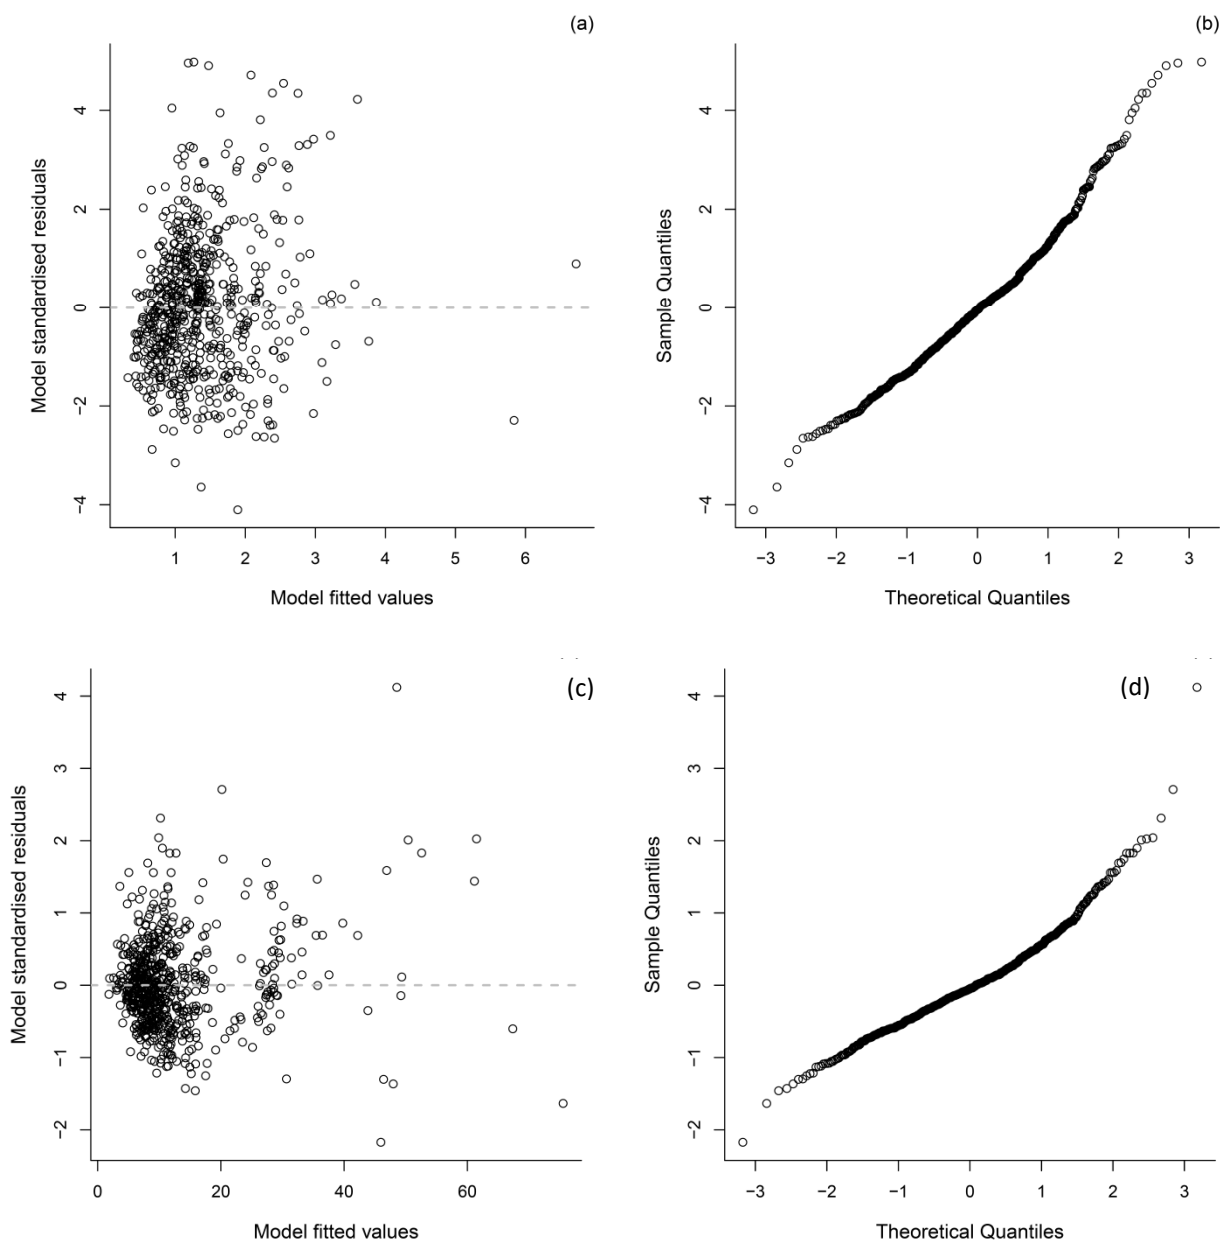 (a)
4
2
0
−2
−4
Model standardised residuals
1 2 3 4 5 6
Model fitted values
(b)
4
2
0
−2
−4
Sample Quantiles
−3 −2 −1 0 1 2 3
Theoretical Quantiles
(c)
4
3
2
1
0
−1
−2
Model standardised residuals
0 20 40 60
Model fitted values
(d)
4
3
2
1
0
−1
−2
Sample Quantiles
−3 −2 −1 0 1 2 3
Theoretical Quantiles